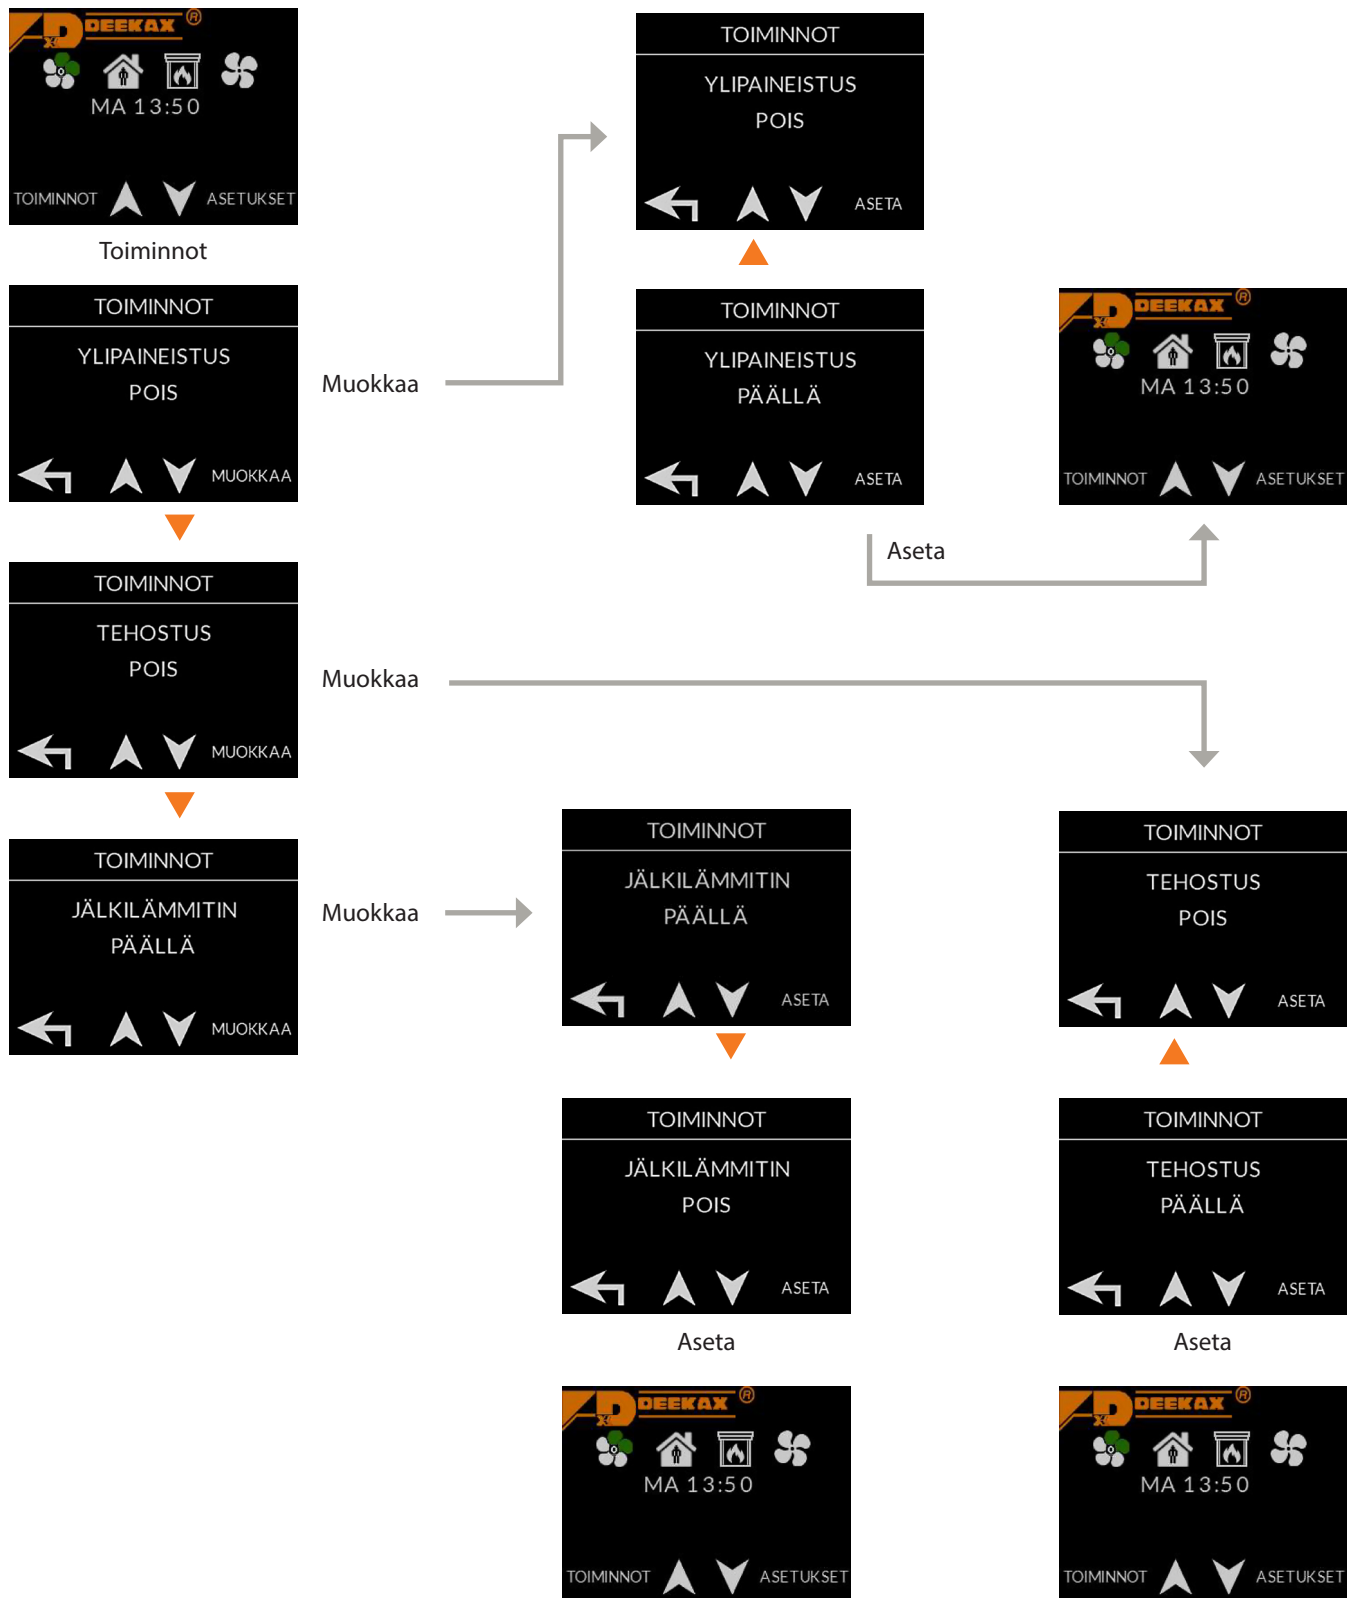 DEEKAX ®
MA 13:50
TOIMINNOT ASETUKSET
Toiminnot
TOIMINNOT
YLIPAINEISTUS
POIS
MUOKKAA
Muokkaa
TOIMINNOT
YLIPAINEISTUS
POIS
ASETA
TOIMINNOT
YLIPAINEISTUS
PÄÄLLÄ
ASETA
Aseta
DEEKAX ®
MA 13:50
TOIMINNOT ASETUKSET
TOIMINNOT
TEHOSTUS
POIS
MUOKKAA
Muokkaa
TOIMINNOT
TEHOSTUS
POIS
ASETA
TOIMINNOT
TEHOSTUS
PÄÄLLÄ
ASETA
Aseta
DEEKAX ®
MA 13:50
TOIMINNOT ASETUKSET
TOIMINNOT
JÄLKILÄMMITIN
PÄÄLLÄ
MUOKKAA
Muokkaa
TOIMINNOT
JÄLKILÄMMITIN
PÄÄLLÄ
ASETA
TOIMINNOT
JÄLKILÄMMITIN
POIS
ASETA
Aseta
DEEKAX ®
MA 13:50
TOIMINNOT ASETUKSET